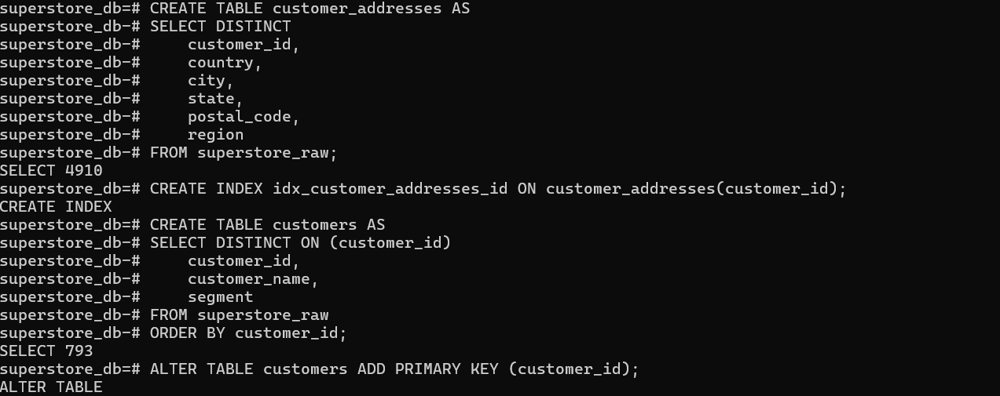 superstore_db=# CREATE TABLE customer_addresses AS
superstore_db-# SELECT DISTINCT
superstore_db-#     customer_id,
superstore_db-#     country,
superstore_db-#     city,
superstore_db-#     state,
superstore_db-#     postal_code,
superstore_db-#     region
superstore_db-# FROM superstore_raw;
SELECT 4910
superstore_db=# CREATE INDEX idx_customer_addresses_id ON customer_addresses(customer_id);
CREATE INDEX
superstore_db=# CREATE TABLE customers AS
superstore_db-# SELECT DISTINCT ON (customer_id)
superstore_db-#     customer_id,
superstore_db-#     customer_name,
superstore_db-#     segment
superstore_db-# FROM superstore_raw
superstore_db-# ORDER BY customer_id;
SELECT 793
superstore_db=# ALTER TABLE customers ADD PRIMARY KEY (customer_id);
ALTER TABLE